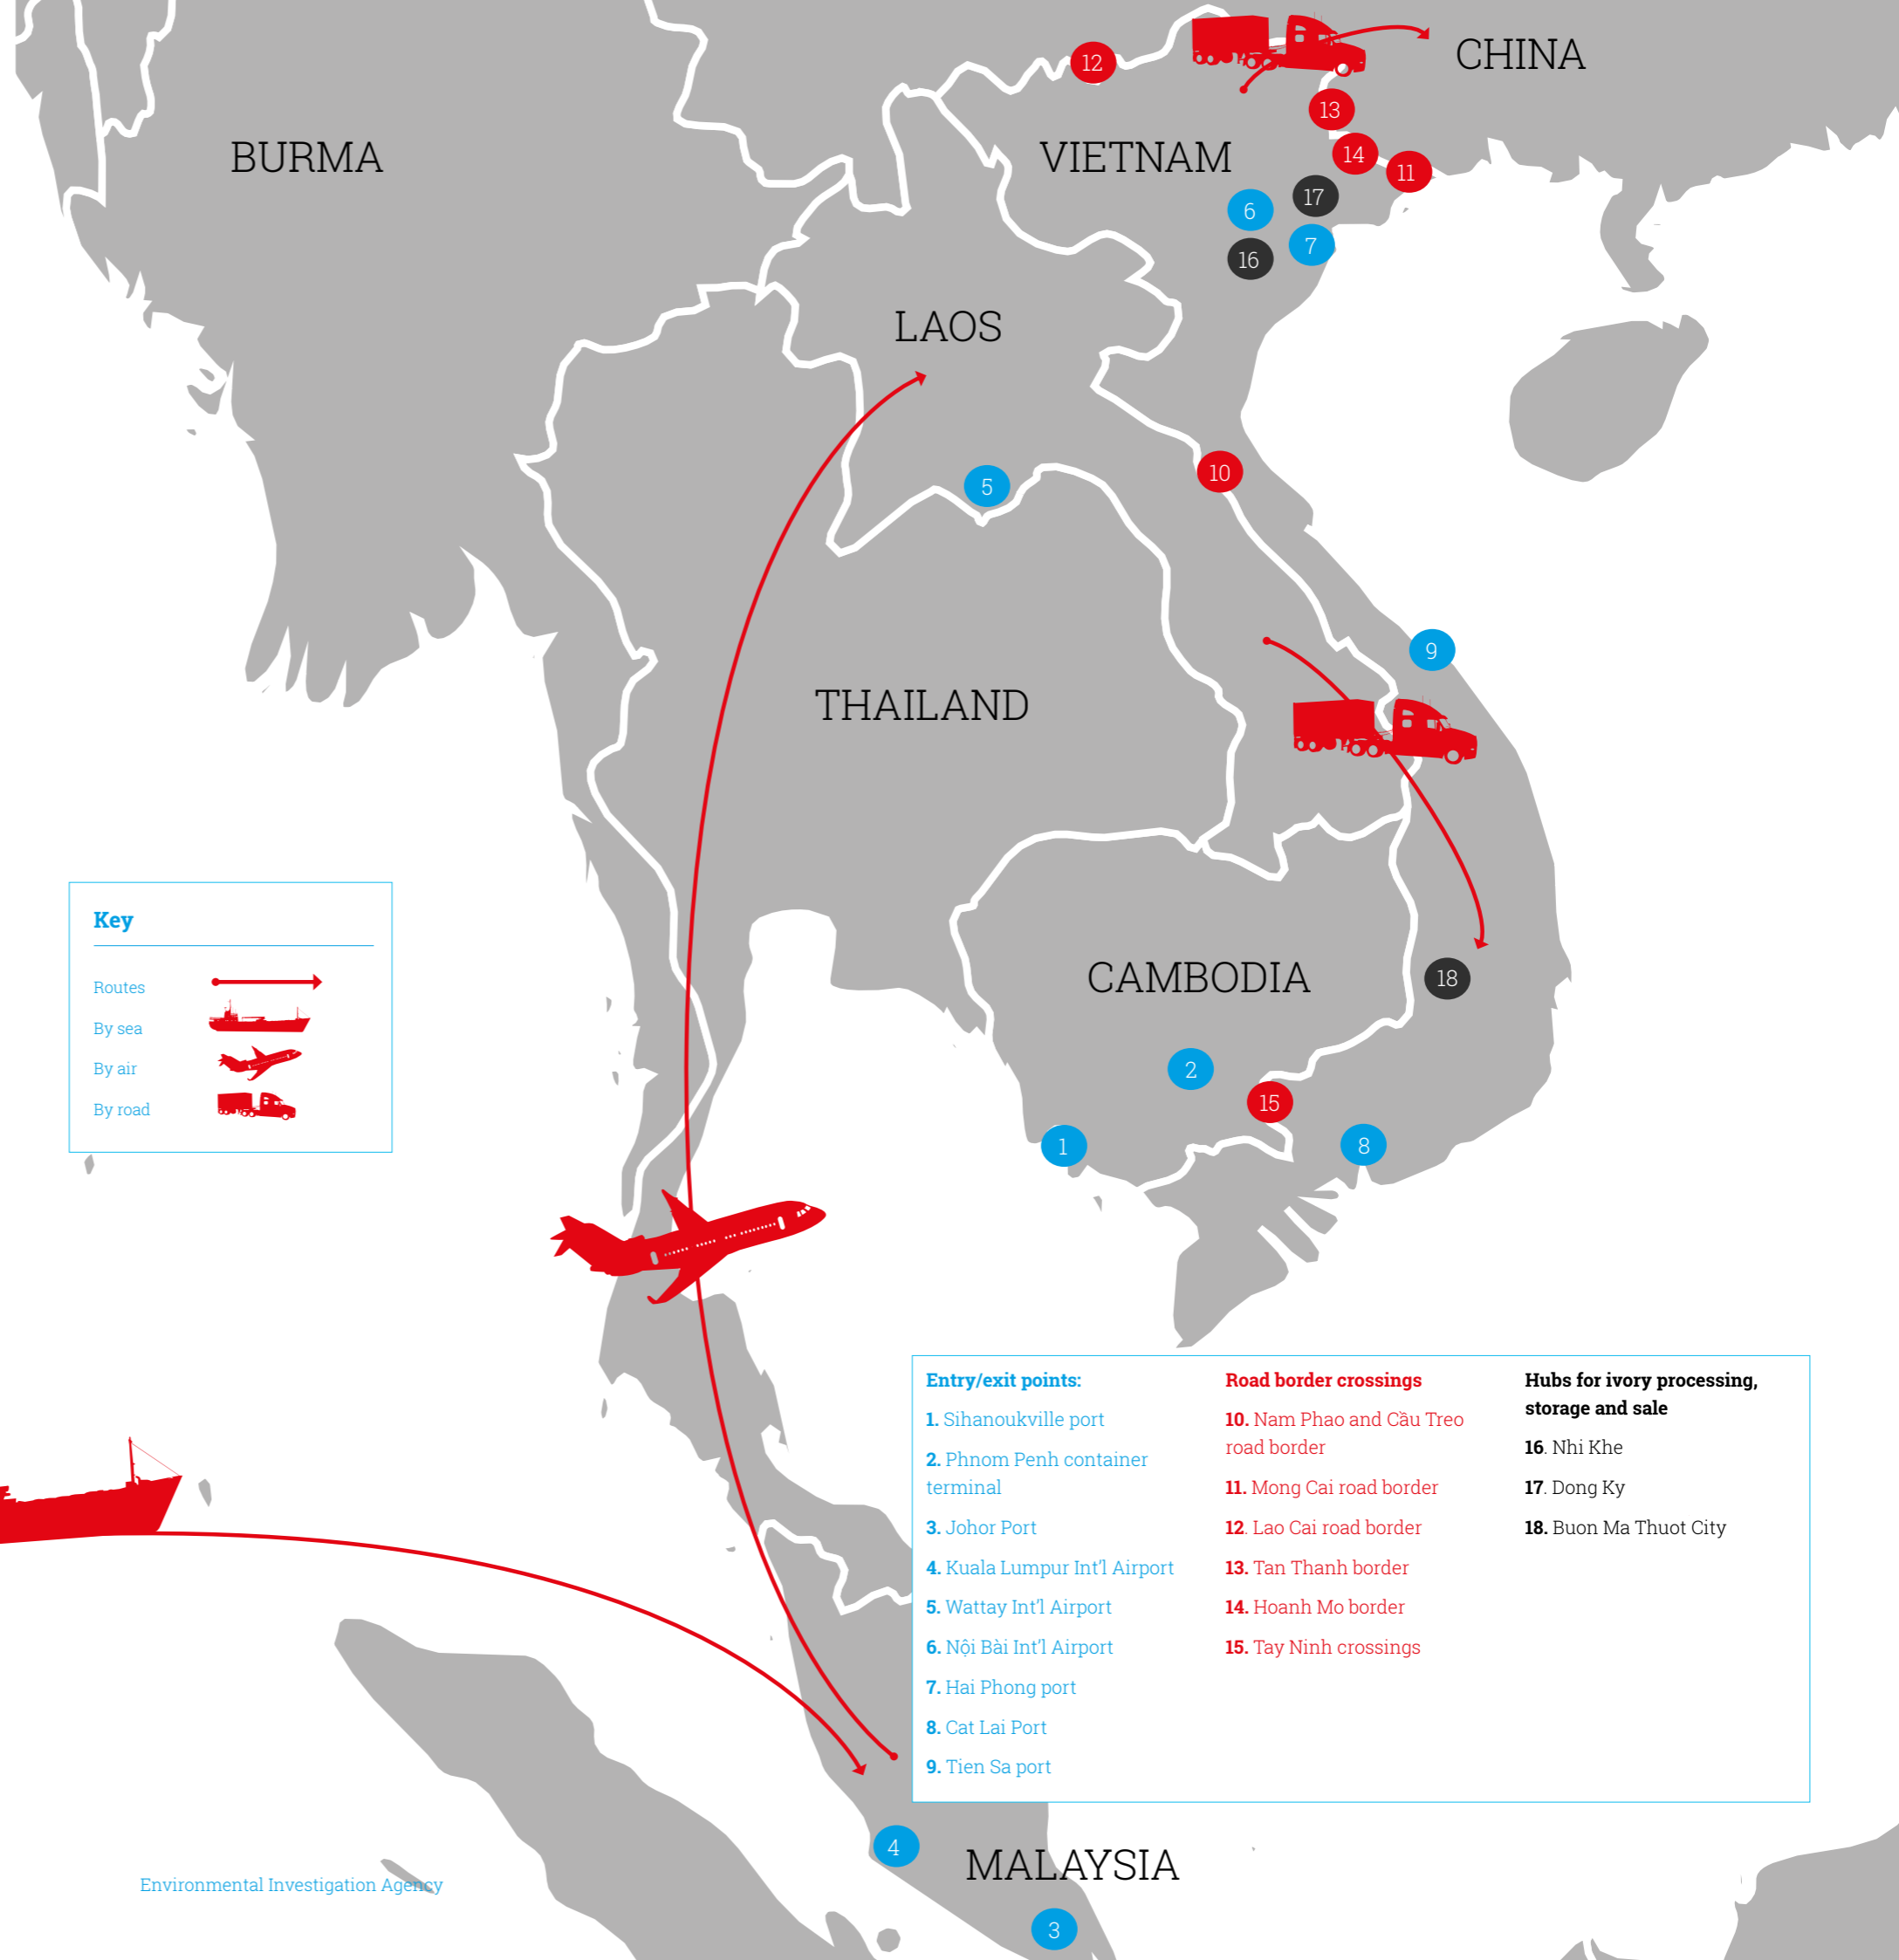 CHINA
12
13
BURMA
VIETNAM
14
11
17
6
7
16
LAOS
10
5
9
THAILAND
Key
Routes
By sea
By air
By road
CAMBODIA
18
2
15
1
8
Entry/exit points:
1. Sihanoukville port
2. Phnom Penh container
terminal
3. Johor Port
4. Kuala Lumpur Int'l Airport
5. Wattay Int'l Airport
6. Nội Bài Int'l Airport
7. Hai Phong port
8. Cat Lai Port
9. Tien Sa port
Road border crossings
10. Nam Phao and Cầu Treo
road border
11. Mong Cai road border
12. Lao Cai road border
13. Tan Thanh border
14. Hoanh Mo border
15. Tay Ninh crossings
Hubs for ivory processing,
storage and sale
16. Nhi Khe
17. Dong Ky
18. Buon Ma Thuot City
4
MALAYSIA
3
Environmental Investigation Agency